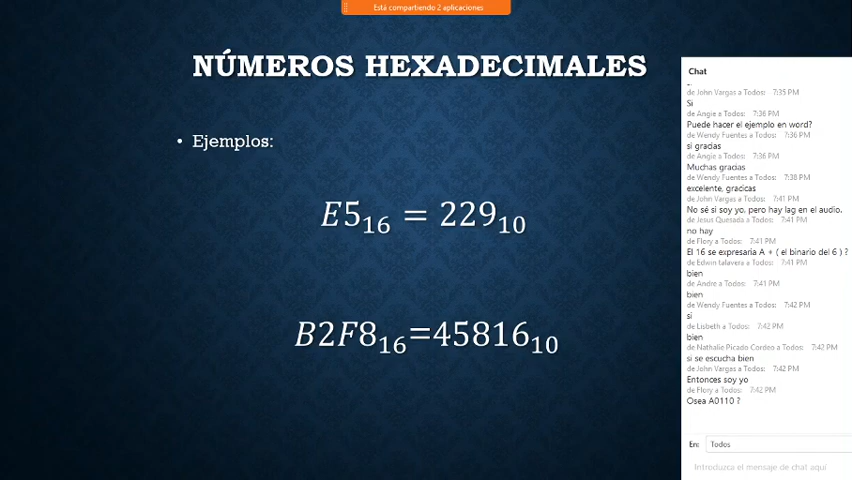 Está compartiendo 2 aplicaciones
NÚMEROS HEXADECIMALES
• Ejemplos:
E5₁₆ = 229₁₀
B2F8₁₆=45816₁₀
Chat
de John Vargas a Todos: 7:35 PM
Si
de Angie a Todos: 7:36 PM
Puede hacer el ejemplo en word?
de Wendy Fuentes a Todos: 7:36 PM
si gracias
de Angie a Todos: 7:36 PM
Muchas gracias
de Wendy Fuentes a Todos: 7:38 PM
excelente, gracicas
de John Vargas a Todos: 7:41 PM
No sé si soy yo, pero hay lag en el audio.
de Jesus Quesada a Todos: 7:41 PM
no hay
de Flory a Todos: 7:41 PM
El 16 se expresaria A + ( el binario del 6 ) ?
de Edwin talavera a Todos: 7:41 PM
bien
de Andre a Todos: 7:41 PM
bien
de Wendy Fuentes a Todos: 7:42 PM
si
de Lisbeth a Todos: 7:42 PM
bien
de Nathalie Picado Cordeo a Todos: 7:42 PM
si se escucha bien
de John Vargas a Todos: 7:42 PM
Entonces soy yo
de Flory a Todos: 7:42 PM
Osea A0110 ?
En: Todos
Introduzca el mensaje de chat aquí